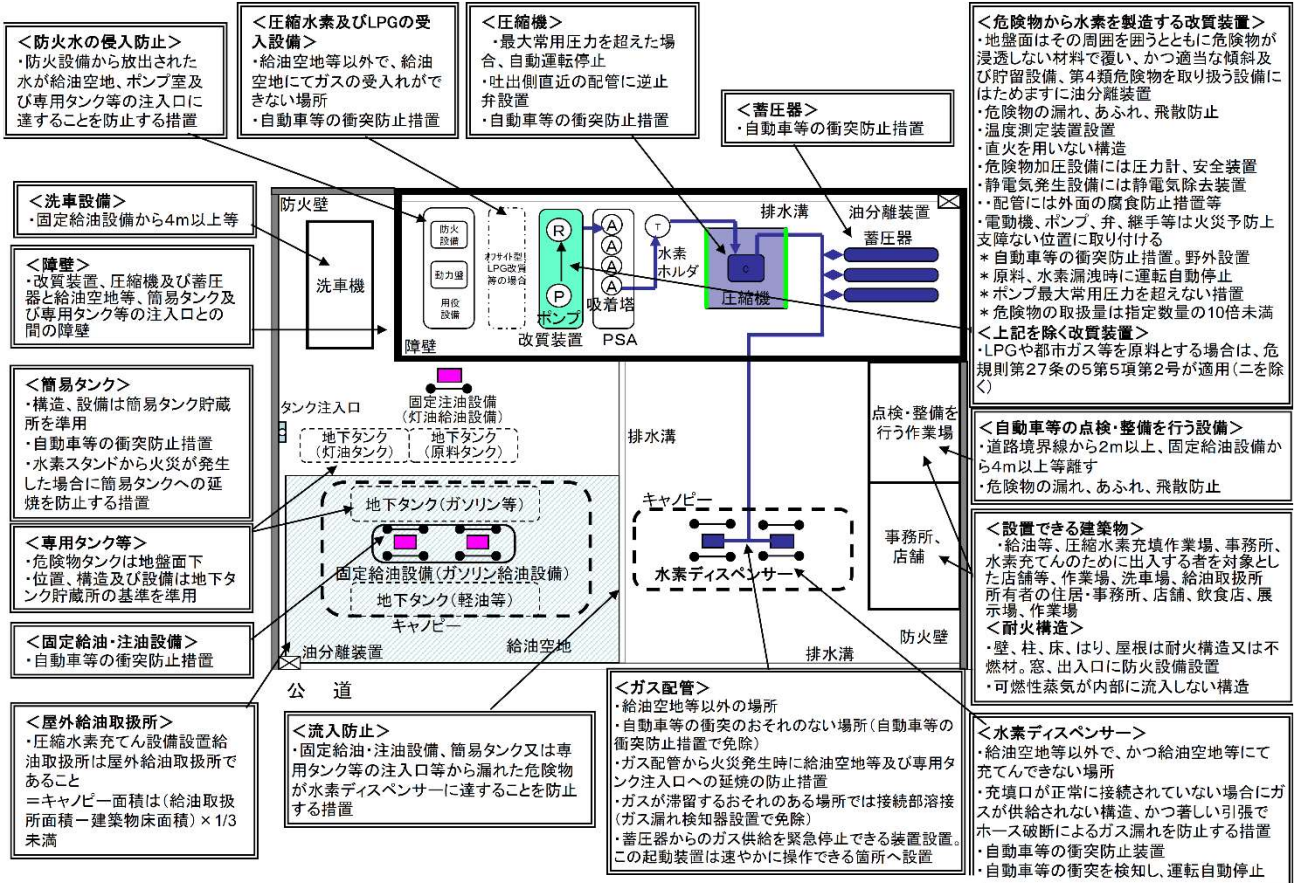 ＜防火水の侵入防止＞
・防火設備から放出された
水が給油空地、ポンプ室及
び専用タンク等の注入口に
達することを防止する措置
＜圧縮水素及びLPGの受
入設備＞
・給油空地等以外で、給油
空地にてガスの受入れがで
きない場所
・自動車等の衝突防止措置
＜圧縮機＞
・最大常用圧力を超えた場
合、自動運転停止
・吐出側直近の配管に逆止
弁設置
・自動車等の衝突防止措置
＜蓄圧器＞
・自動車等の衝突防止措置
＜危険物から水素を製造する改質装置＞
・地盤面はその周囲を囲うとともに危険物が
浸透しない材料で覆い、かつ適当な傾斜
及び貯留設備、第4類危険物を取り扱う設備に
はためますに油分離装置
・危険物の漏れ、あふれ、飛散防止
・温度測定装置設置
・直火を用いない構造
・危険物加圧設備には圧力計、安全装置
・静電気発生設備には静電気除去装置
・・配管には外面の腐食防止措置等
・電動機、ポンプ、弁、継手等は火災予防上
支障ない位置に取り付ける
＊自動車等の衝突防止措置。野外設置
＊原料、水素漏洩時に運転自動停止
＊ポンプ最大常用圧力を超えない措置
＊危険物の取扱量は指定数量の10倍未満
＜上記を除く改質装置＞
・LPGや都市ガス等を原料とする場合は、危
規則第27条の5第5項第2号が適用（ニを除
く）
＜洗車設備＞
・固定給油設備から4m以上等
＜障壁＞
・改質装置、圧縮機及び蓄圧
器と給油空地等、簡易タンク及
び専用タンク等の注入口との
間の障壁
＜簡易タンク＞
・構造、設備は簡易タンク貯蔵
所を準用
・自動車等の衝突防止措置
・水素スタンドから火災が発生
した場合に簡易タンクへの延
焼を防止する措置
＜専用タンク等＞
・危険物タンクは地盤面下
・位置、構造及び設備は地下タ
ンク貯蔵所の基準を準用
＜固定給油・注油設備＞
・自動車等の衝突防止措置
＜屋外給油取扱所＞
・圧縮水素充てん設備設置給
油取扱所は屋外給油取扱所で
あること
＝キャノピー面積は（給油取扱
所面積ー建築物床面積）×1/3
未満
防火壁
洗車機
防火
設備
動力盤
用役
設備
オフサイト型
LPG改質
等の場合
R
P
ポンプ
改質装置
A
A
A
A
吸着塔
PSA
T
水素
ホルダ
C
圧縮機
排水溝
油分離装置
蓄圧器
障壁
固定注油設備
（灯油給油設備）
タンク注入口
地下タンク
（灯油タンク）
地下タンク
（原料タンク）
排水溝
点検・整備を
行う作業場
地下タンク（ガソリン等）
固定給油設備（ガソリン給油設備）
地下タンク（軽油等）
キャノピー
給油空地
油分離装置
キャノピー
水素ディスペンサー
事務所、
店舗
防火壁
排水溝
公 道
＜自動車等の点検・整備を行う設備＞
・道路境界線から2m以上、固定給油設備か
ら4m以上等離す
・危険物の漏れ、あふれ、飛散防止
＜設置できる建築物＞
・給油等、圧縮水素充填作業場、事務所、
水素充てんのために出入する者を対象とし
た店舗等、作業場、洗車場、給油取扱所
所有者の住居・事務所、店舗、飲食店、展
示場、作業場
＜耐火構造＞
・壁、柱、床、はり、屋根は耐火構造又は不
燃材。窓、出入口に防火設備設置
・可燃性蒸気が内部に流入しない構造
＜流入防止＞
・固定給油・注油設備、簡易タンク又は専
用タンク等の注入口等から漏れた危険物
が水素ディスペンサーに達することを防止
する措置
＜ガス配管＞
・給油空地等以外の場所
・自動車等の衝突のおそれのない場所（自動車等の
衝突防止措置で免除）
・ガス配管から火災発生時に給油空地等及び専用タ
ンク注入口への延焼の防止措置
・ガスが滞留するおそれのある場所では接続部溶接
（ガス漏れ検知器設置で免除）
・蓄圧器からのガス供給を緊急停止できる装置設置。
この起動装置は速やかに操作できる箇所へ設置
＜水素ディスペンサー＞
・給油空地等以外で、かつ給油空地等にて
充てんできない場所
・充填口が正常に接続されていない場合にガ
スが供給されない構造、かつ著しい引張で
ホース破断によるガス漏れを防止する措置
・自動車等の衝突防止装置
・自動車等の衝突を検知し、運転自動停止